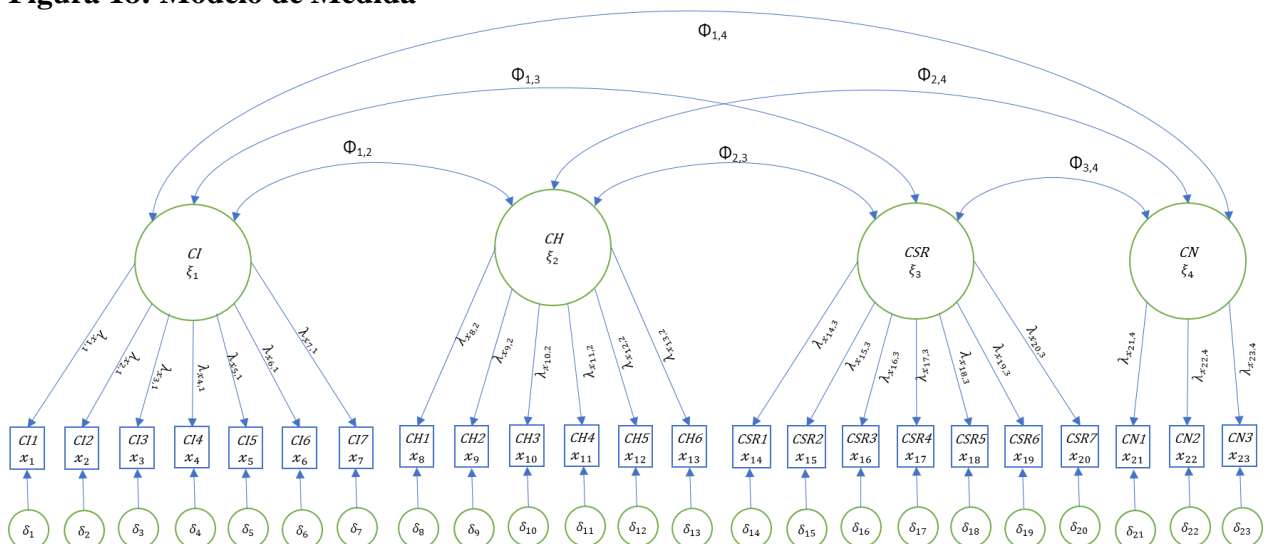 Figura 18: Modelo de Medida
Φ1,4
Φ1,3
Φ2,4
Φ1,2
Φ2,3
Φ3,4
CI
ξ1
CH
ξ2
CSR
ξ3
CN
ξ4
λx1,1
λx2,1
λx3,1
λx4,1
λx5,1
λx6,1
λx7,1
λx8,2
λx9,2
λx10,2
λx11,2
λx12,2
λx13,2
λx14,3
λx15,3
λx16,3
λx17,3
λx18,3
λx19,3
λx20,3
λx21,4
λx22,4
λx23,4
CI1
x1
CI2
x2
CI3
x3
CI4
x4
CI5
x5
CI6
x6
CI7
x7
CH1
x8
CH2
x9
CH3
x10
CH4
x11
CH5
x12
CH6
x13
CSR1
x14
CSR2
x15
CSR3
x16
CSR4
x17
CSR5
x18
CSR6
x19
CSR7
x20
CN1
x21
CN2
x22
CN3
x23
δ1
δ2
δ3
δ4
δ5
δ6
δ7
δ8
δ9
δ10
δ11
δ12
δ13
δ14
δ15
δ16
δ17
δ18
δ19
δ20
δ21
δ22
δ23